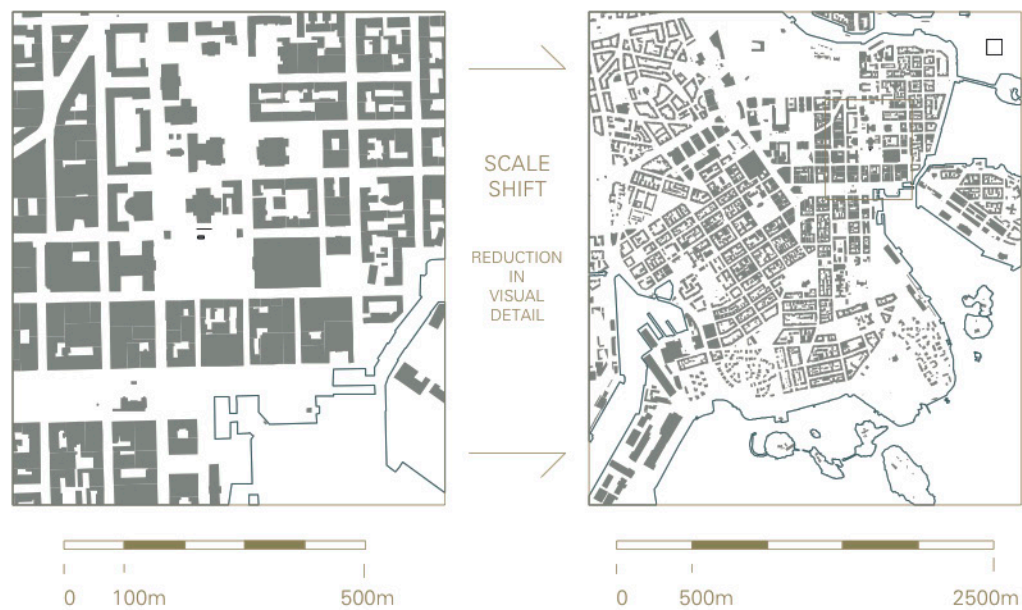 SCALE
SHIFT
REDUCTION
IN
VISUAL
DETAIL
0 100m 500m
0 500m 2500m